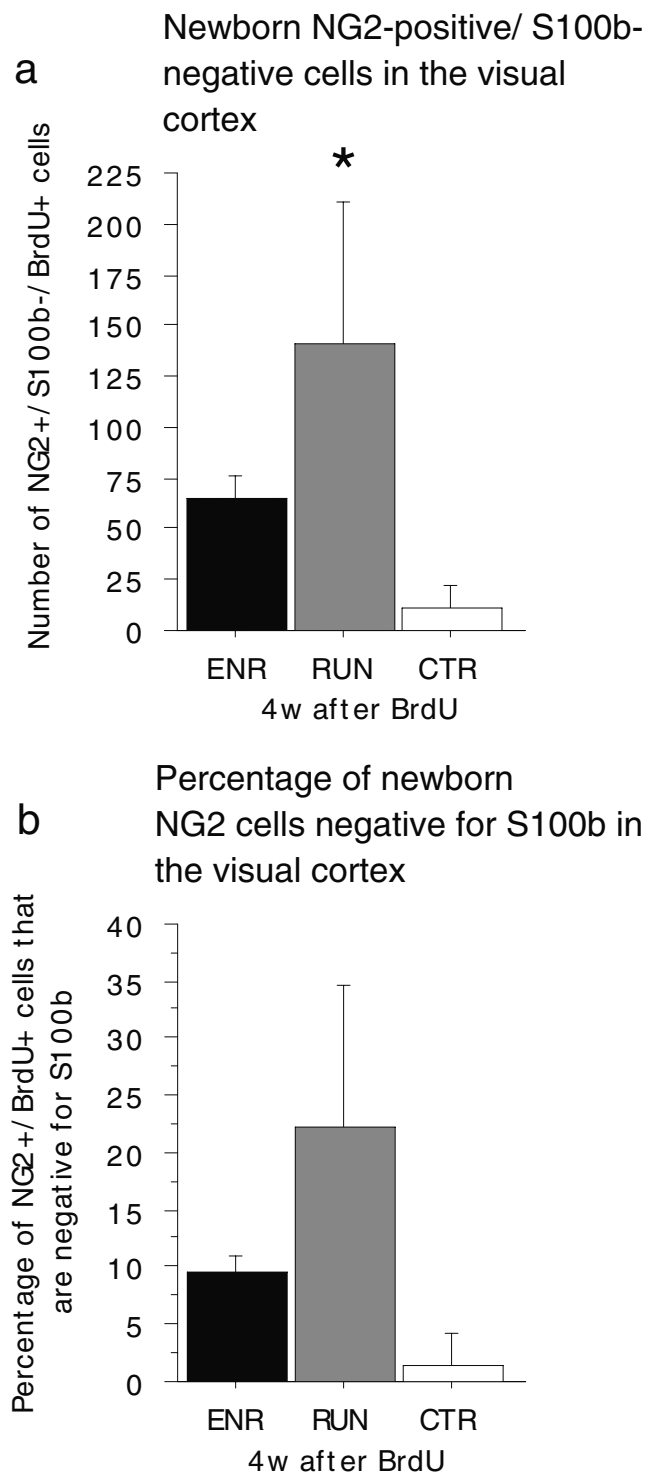 a
Newborn NG2-positive/ S100b-
negative cells in the visual
cortex
Number of NG2+/ S100b-/ BrdU+ cells
225
200
175
150
125
100
75
50
25
0
*
ENR RUN CTR
4w after BrdU
b
Percentage of newborn
NG2 cells negative for S100b in
the visual cortex
Percentage of NG2+/ BrdU+ cells that
are negative for S100b
40
35
30
25
20
15
10
5
0
ENR RUN CTR
4w after BrdU